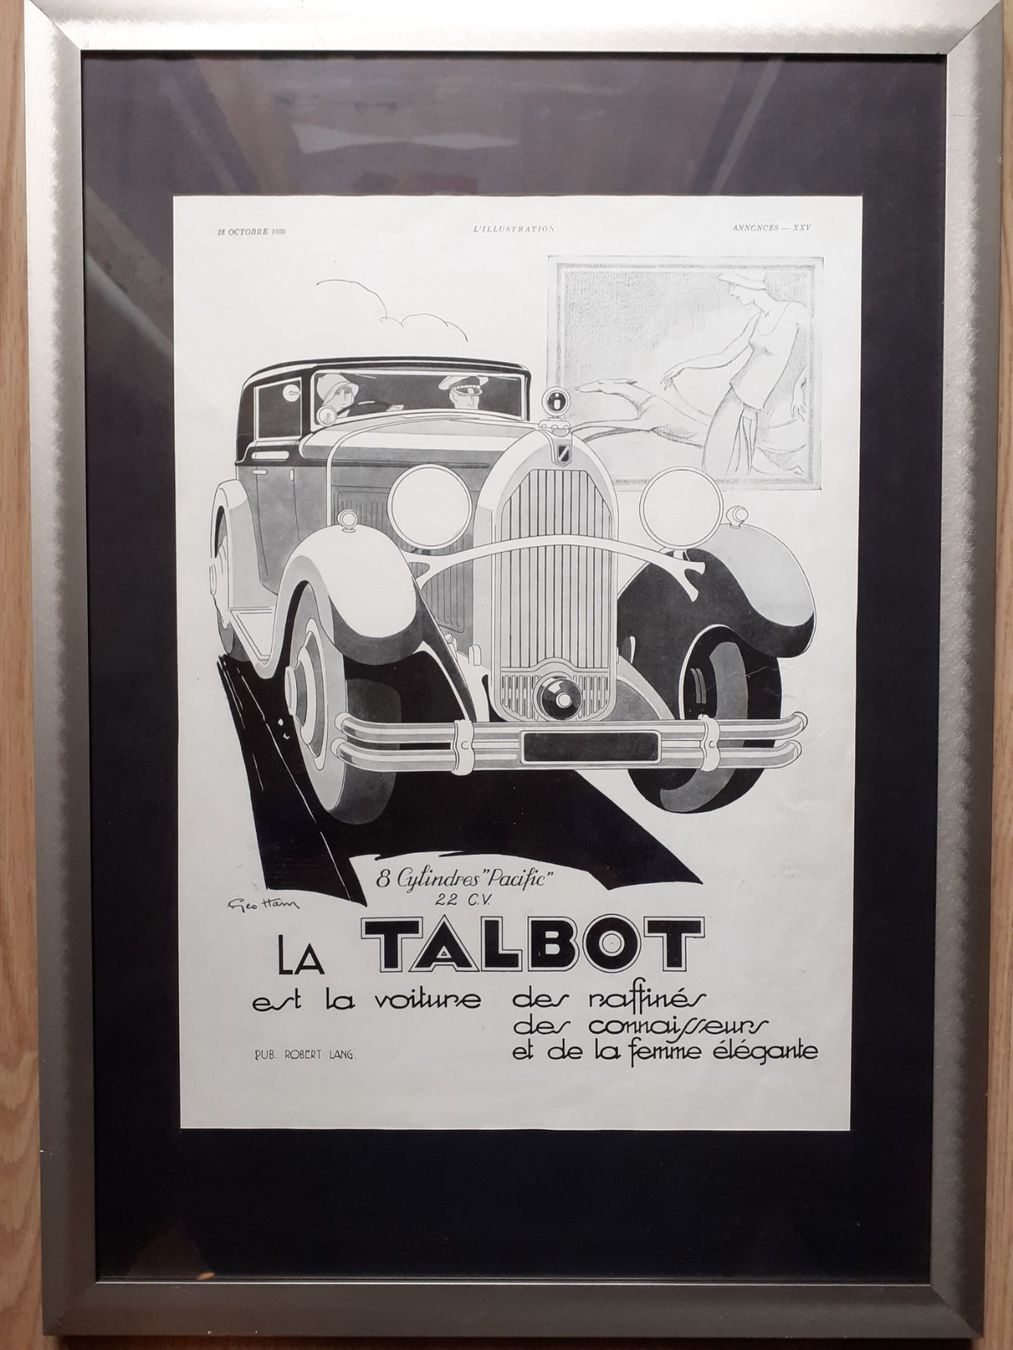 18 OCTOBRE 1930
L'ILLUSTRATION
ANNONCES — XXV
8 Cylindres "Pacific"
22 C.V.
Geo Ham
LA TALBOT
est la voiture des raffinés
des connaisseurs
et de la femme élégante
PUB. ROBERT LANG.